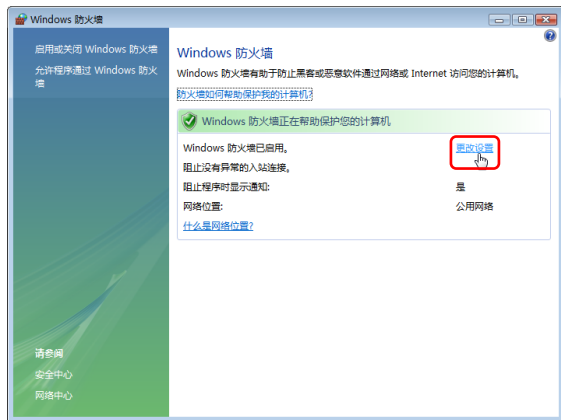 Windows 防火墙
启用或关闭 Windows 防火墙
允许程序通过 Windows 防火
墙
Windows 防火墙
Windows 防火墙有助于防止黑客或恶意软件通过网络或 Internet 访问您的计算机。
防火墙如何帮助保护我的计算机?
Windows 防火墙正在帮助保护您的计算机
Windows 防火墙已启用。 更改设置
阻止没有异常的入站连接。
阻止程序时显示通知: 是
网络位置: 公用网络
什么是网络位置?
请参阅
安全中心
网络中心